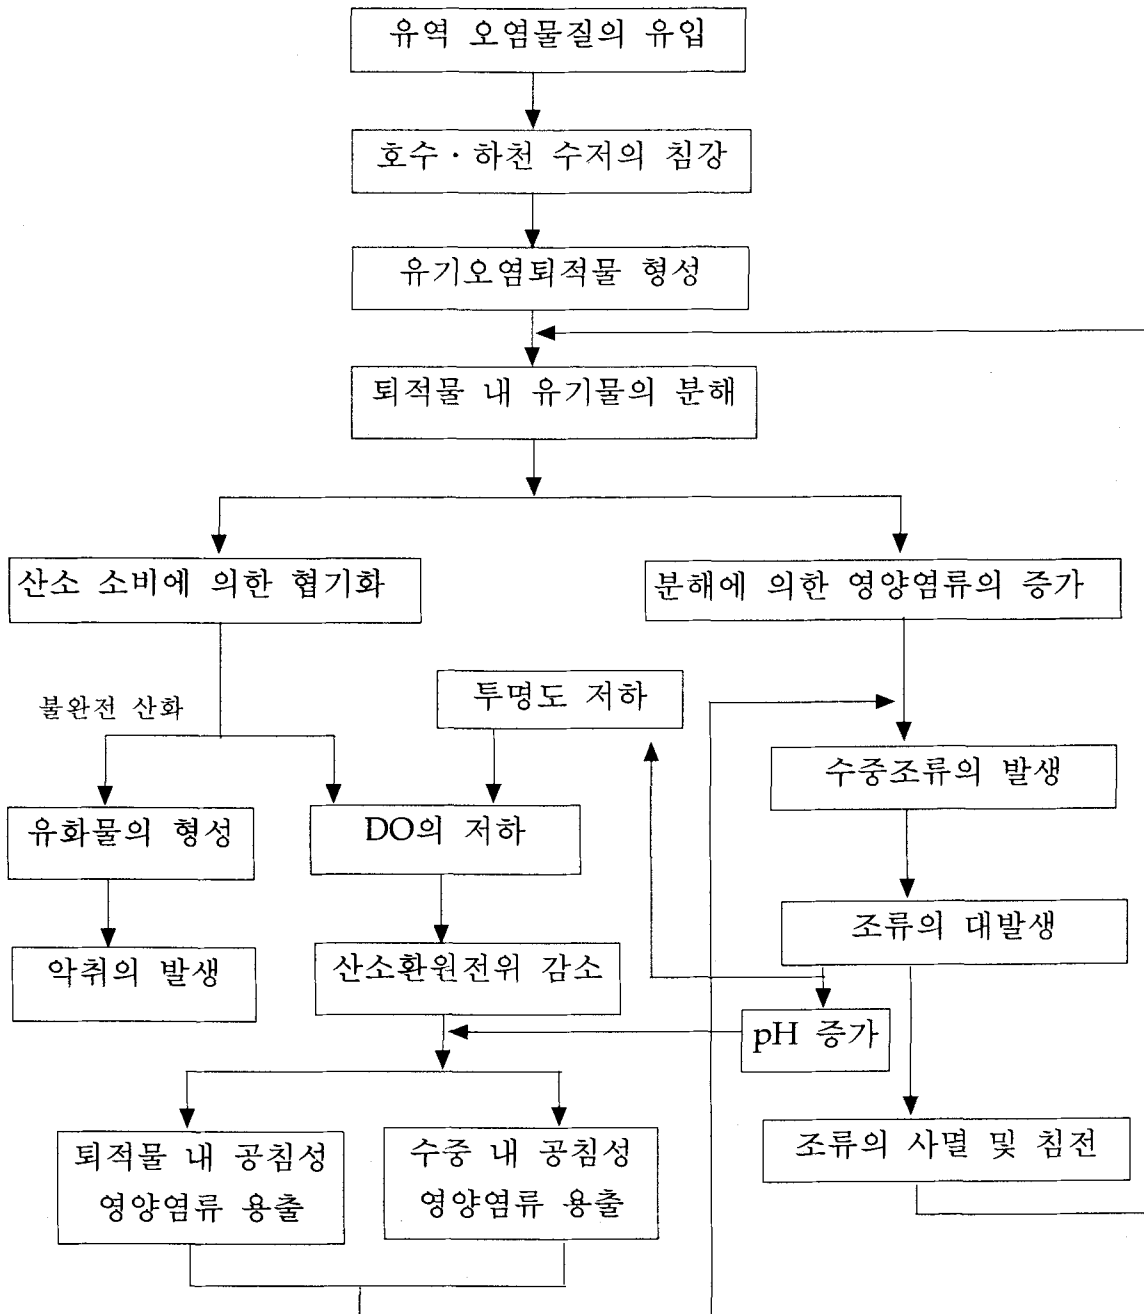 유역 오염물질의 유입
호수 · 하천 수저의 침강
유기오염퇴적물 형성
퇴적물 내 유기물의 분해
산소 소비에 의한 협기화
분해에 의한 영양염류의 증가
불완전 산화
투명도 저하
수중조류의 발생
유화물의 형성
DO의 저하
조류의 대발생
악취의 발생
산소환원전위 감소
pH 증가
퇴적물 내 공침성
영양염류 용출
수중 내 공침성
영양염류 용출
조류의 사멸 및 침전